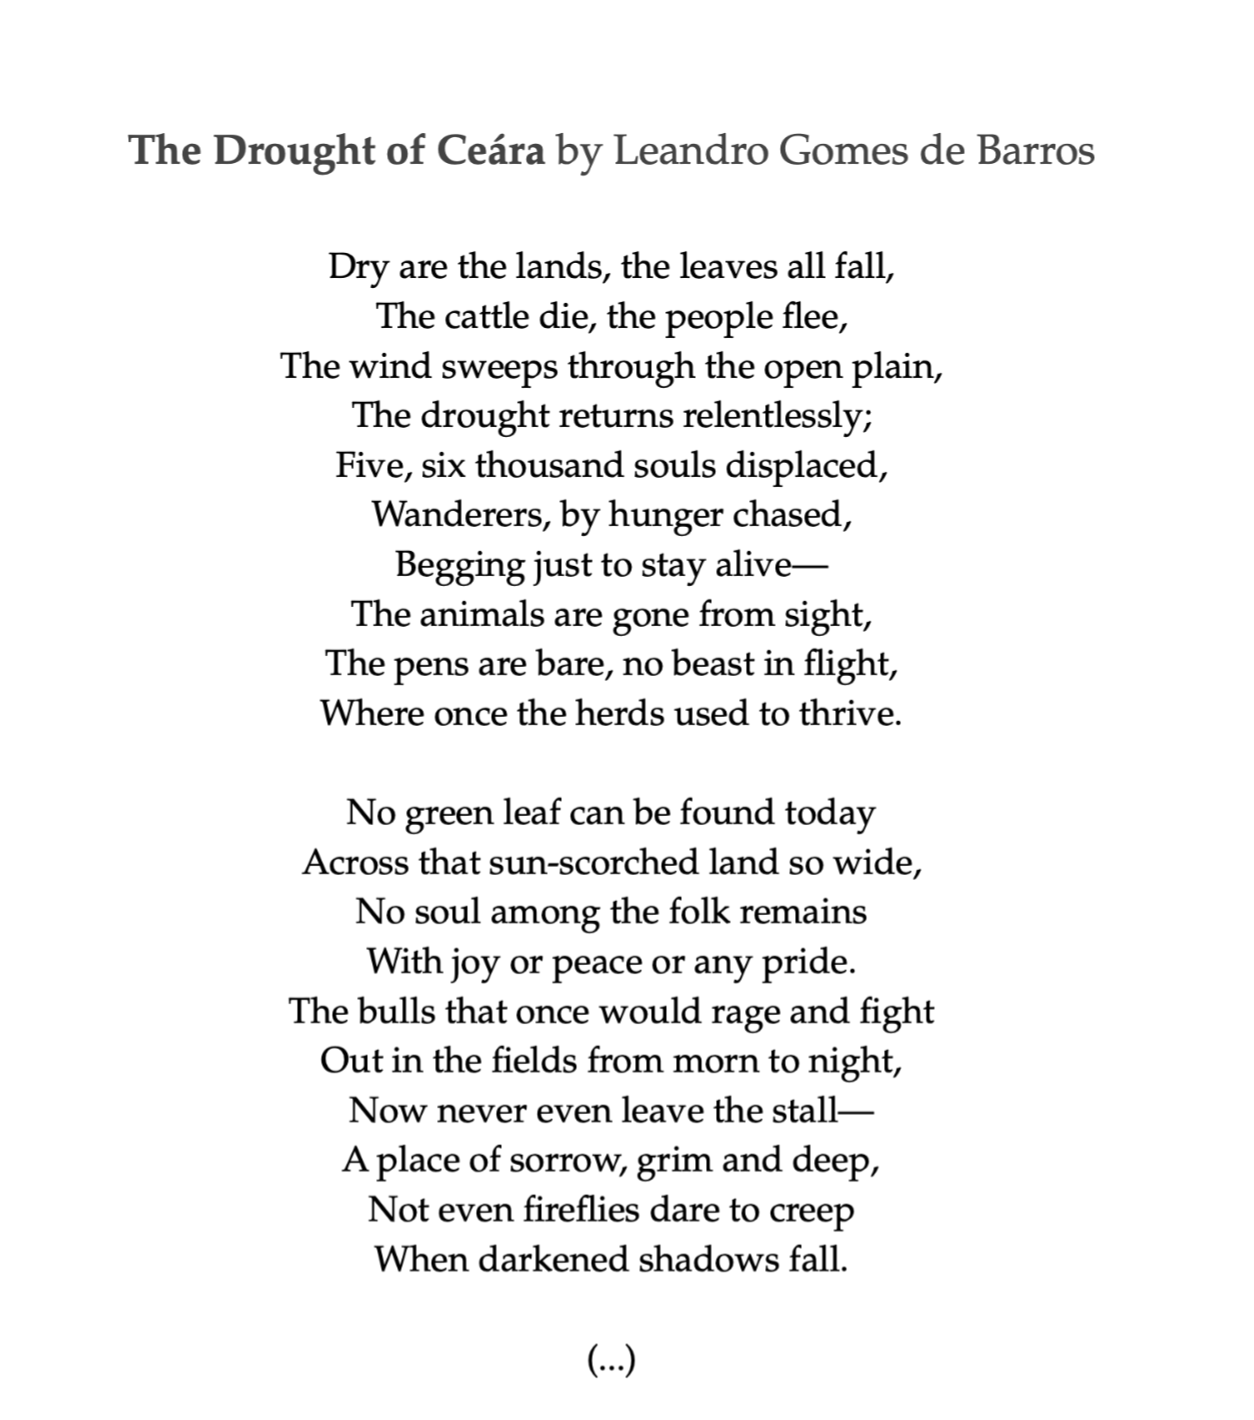 The Drought of Ceára by Leandro Gomes de Barros
Dry are the lands, the leaves all fall,
The cattle die, the people flee,
The wind sweeps through the open plain,
The drought returns relentlessly;
Five, six thousand souls displaced,
Wanderers, by hunger chased,
Begging just to stay alive—
The animals are gone from sight,
The pens are bare, no beast in flight,
Where once the herds used to thrive.
No green leaf can be found today
Across that sun-scorched land so wide,
No soul among the folk remains
With joy or peace or any pride.
The bulls that once would rage and fight
Out in the fields from morn to night,
Now never even leave the stall—
A place of sorrow, grim and deep,
Not even fireflies dare to creep
When darkened shadows fall.
(...)